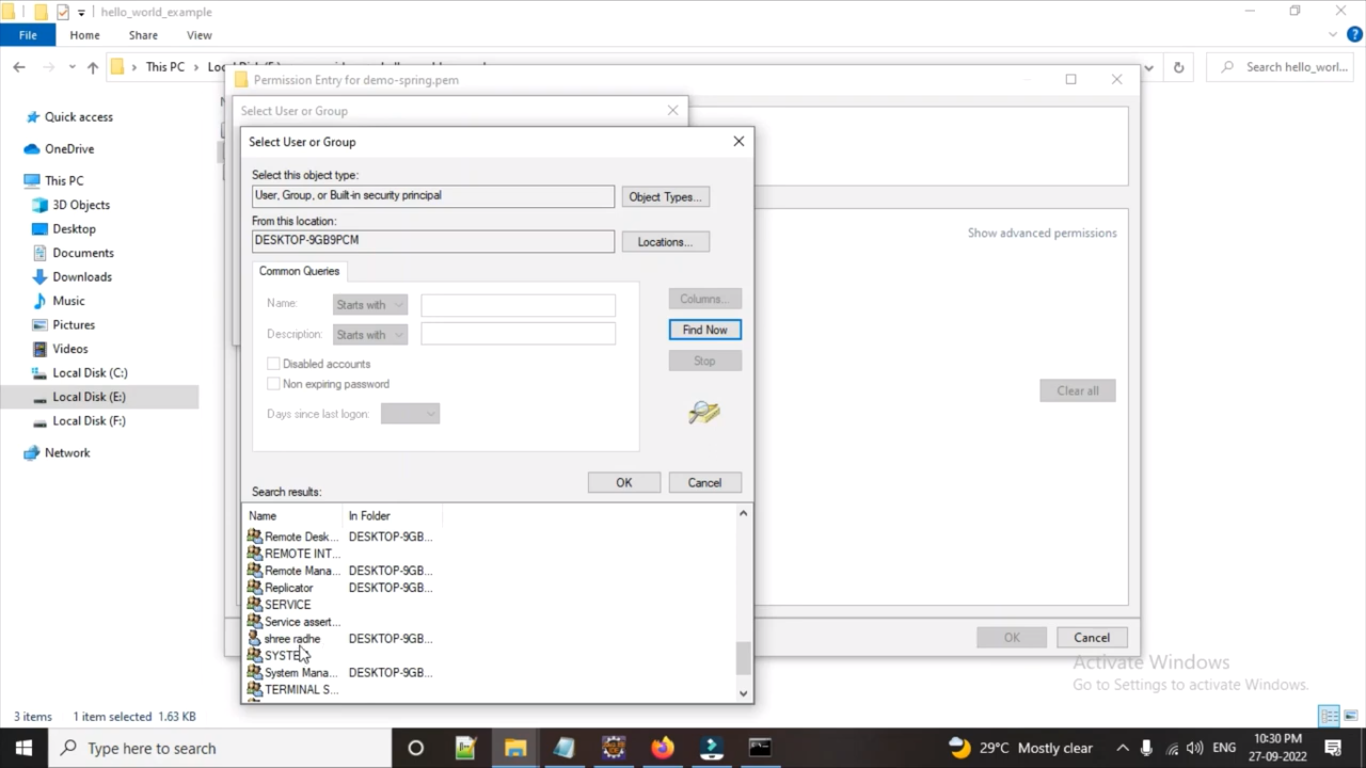 hello_world_example
File
Home
Share
View
This PC
Search hello_worl...
Quick access
OneDrive
This PC
3D Objects
Desktop
Documents
Downloads
Music
Pictures
Videos
Local Disk (C:)
Local Disk (E:)
Local Disk (F:)
Network
Permission Entry for demo-spring.pem
Select User or Group
Select User or Group
Select this object type:
User, Group, or Built-in security principal
Object Types...
From this location:
DESKTOP-9GB9PCM
Locations...
Common Queries
Name:
Starts with
Description:
Starts with
Disabled accounts
Non expiring password
Days since last logon:
Columns...
Find Now
Stop
OK
Cancel
Search results:
Name In Folder
Remote Desk... DESKTOP-9GB...
REMOTE INT...
Remote Mana... DESKTOP-9GB...
Replicator DESKTOP-9GB...
SERVICE
Service assert...
shree radhe DESKTOP-9GB...
SYSTEM
System Mana... DESKTOP-9GB...
TERMINAL S...
Show advanced permissions
Clear all
OK
Cancel
Activate Windows
Go to Settings to activate Windows.
3 items 1 item selected 1.63 KB
Type here to search
29°C Mostly clear
ENG
10:30 PM
27-09-2022